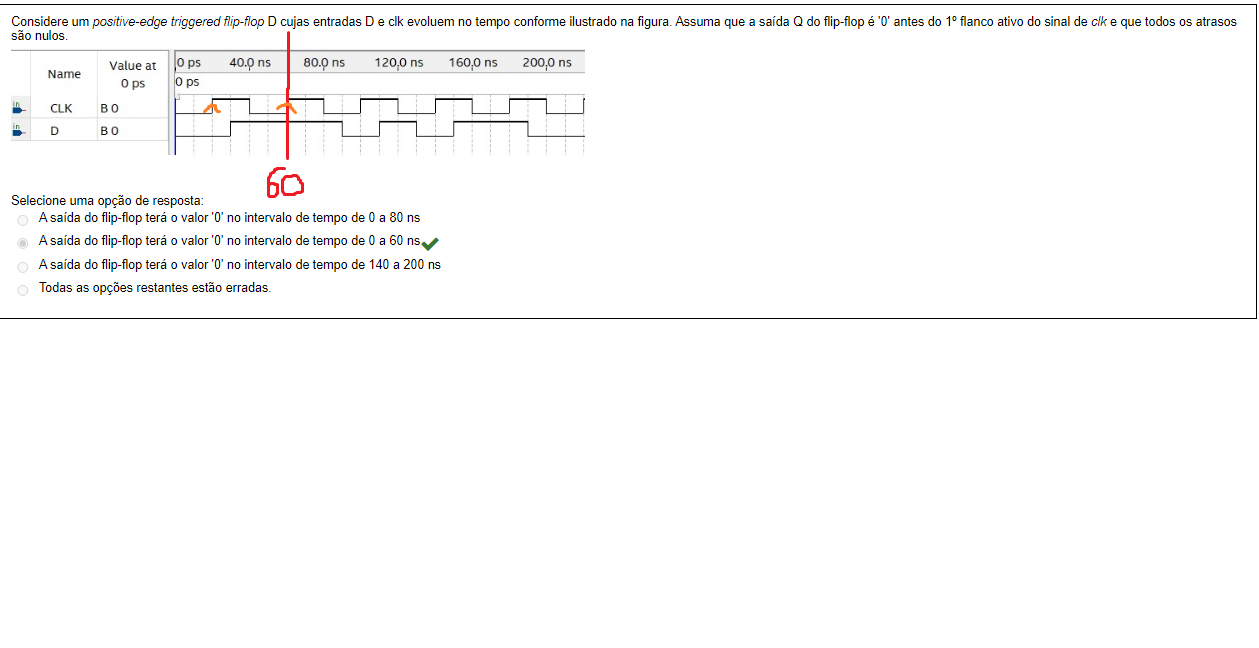 Considere um positive-edge triggered flip-flop D cujas entradas D e clk evoluem no tempo conforme ilustrado na figura. Assuma que a saída Q do flip-flop é '0' antes do 1º flanco ativo do sinal de clk e que todos os atrasos
são nulos.
Name Value at 0 ps 0 ps 40.0 ns 80.0 ns 120.0 ns 160.0 ns 200.0 ns
0 ps
in CLK B 0
in D B 0
60
Selecione uma opção de resposta:
A saída do flip-flop terá o valor '0' no intervalo de tempo de 0 a 80 ns
A saída do flip-flop terá o valor '0' no intervalo de tempo de 0 a 60 ns
A saída do flip-flop terá o valor '0' no intervalo de tempo de 140 a 200 ns
Todas as opções restantes estão erradas.